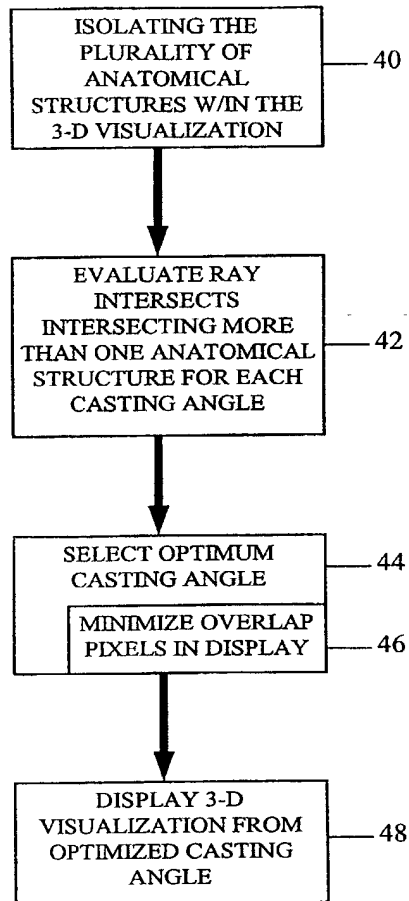 ISOLATING THE
PLURALITY OF
ANATOMICAL
STRUCTURES W/IN THE
3-D VISUALIZATION
40
EVALUATE RAY
INTERSECTS
INTERSECTING MORE
THAN ONE ANATOMICAL
STRUCTURE FOR EACH
CASTING ANGLE
42
SELECT OPTIMUM
CASTING ANGLE
44
MINIMIZE OVERLAP
PIXELS IN DISPLAY
46
DISPLAY 3-D
VISUALIZATION FROM
OPTIMIZED CASTING
ANGLE
48